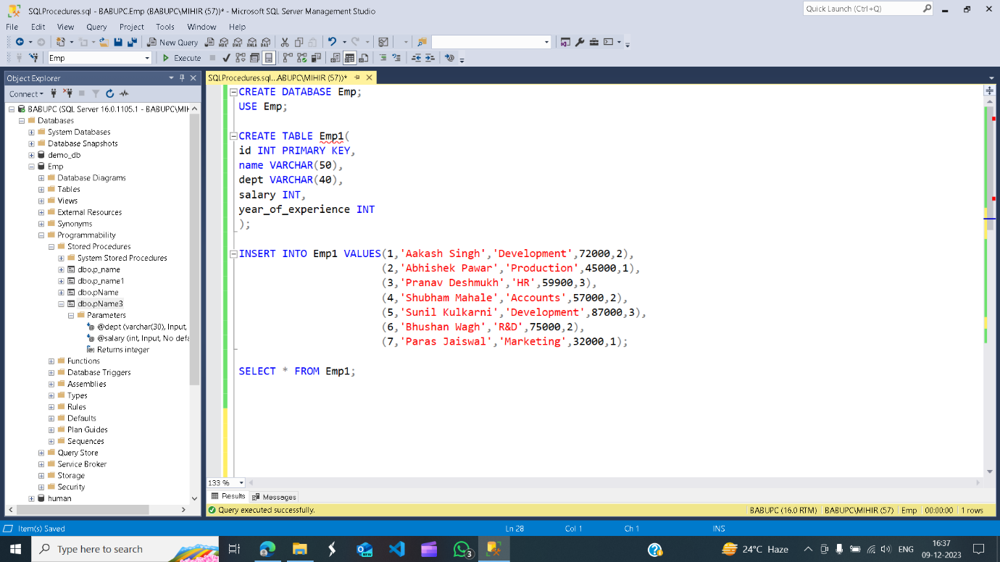 SQLProcedures.sql - BABUPC.Emp (BABUPC\MIHIR (57))* - Microsoft SQL Server Management Studio
Quick Launch (Ctrl+Q)
File Edit View Query Project Tools Window Help
New Query
MDX DMX XMLA DAX
Emp Execute
Object Explorer
SQLProcedures.sql...ABUPC\MIHIR (57))*
Connect
BABUPC (SQL Server 16.0.1105.1 - BABUPC\MIH
Databases
System Databases
Database Snapshots
demo_db
Emp
Database Diagrams
Tables
Views
External Resources
Synonyms
Programmability
Stored Procedures
System Stored Procedures
dbo.p_name
dbo.p_name1
dbo.pName
dbo.pName3
Parameters
@dept (varchar(30), Input,
@salary (int, Input, No defa
Returns integer
Functions
Database Triggers
Assemblies
Types
Rules
Defaults
Plan Guides
Sequences
Query Store
Service Broker
Storage
Security
human
CREATE DATABASE Emp;
USE Emp;
CREATE TABLE Emp1(
id INT PRIMARY KEY,
name VARCHAR(50),
dept VARCHAR(40),
salary INT,
year_of_experience INT
);
INSERT INTO Emp1 VALUES(1,'Aakash Singh','Development',72000,2),
(2,'Abhishek Pawar','Production',45000,1),
(3,'Pranav Deshmukh','HR',59900,3),
(4,'Shubham Mahale','Accounts',57000,2),
(5,'Sunil Kulkarni','Development',87000,3),
(6,'Bhushan Wagh','R&D',75000,2),
(7,'Paras Jaiswal','Marketing',32000,1);
SELECT * FROM Emp1;
133 %
Results Messages
Query executed successfully.
BABUPC (16.0 RTM) BABUPC\MIHIR (57) Emp 00:00:00 1 rows
Item(s) Saved Ln 28 Col 1 Ch 1 INS
Type here to search
NEW
3
24°C Haze
ENG
16:37
09-12-2023